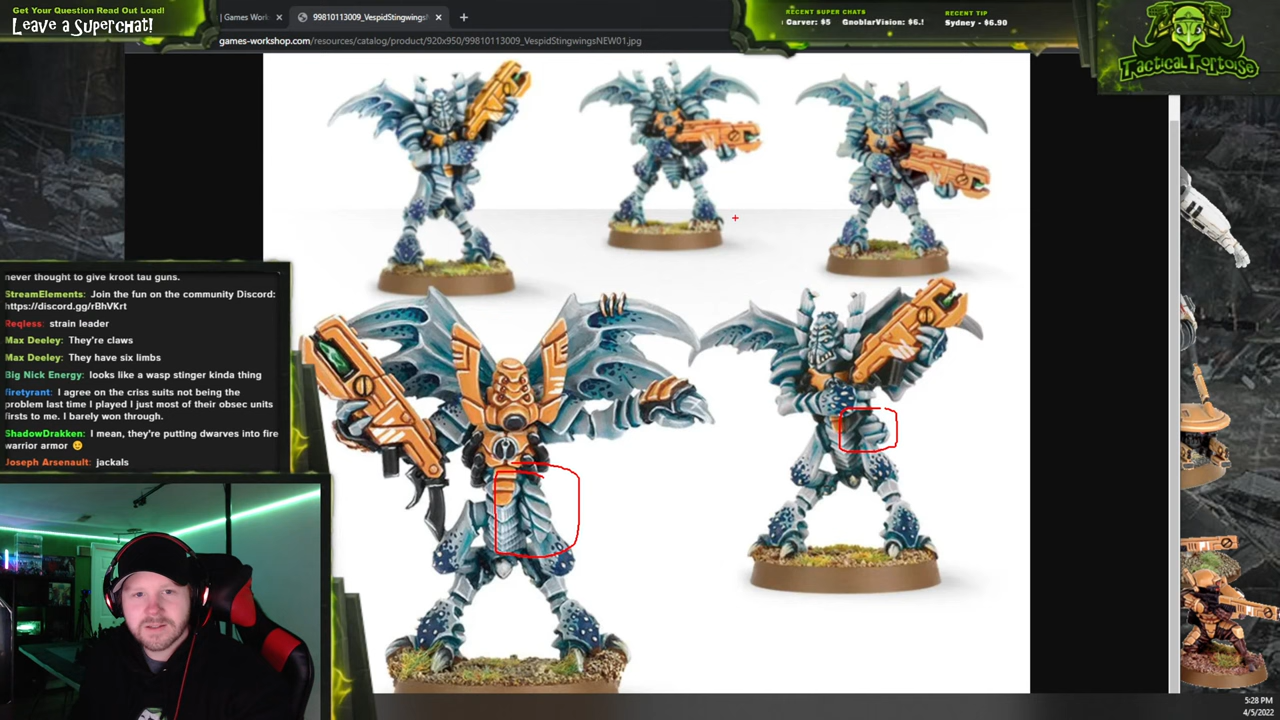 Get Your Question Read Out Load!
Leave a Superchat!
| Games Work
99810113009_VespidStingwings
games-workshop.com/resources/catalog/product/920x950/99810113009_VespidStingwingsNEW01.jpg
RECENT SUPER CHATS
Carver: $5 GnoblarVision: $6.!
RECENT TIP
Sydney - $6.90
TacticalTortoise
never thought to give kroot tau guns.
StreamElements: Join the fun on the community Discord:
https://discord.gg/rBhVKrt
Reqless: strain leader
Max Deeley: They're claws
Max Deeley: They have six limbs
Big Nick Energy: looks like a wasp stinger kinda thing
firetyrant: I agree on the criss suits not being the
problem last time I played I just most of their obsec units
firsts to me. I barely won through.
ShadowDrakken: I mean, they're putting dwarves into fire
warrior armor
Joseph Arsenault: jackals
5:28 PM
4/5/2022